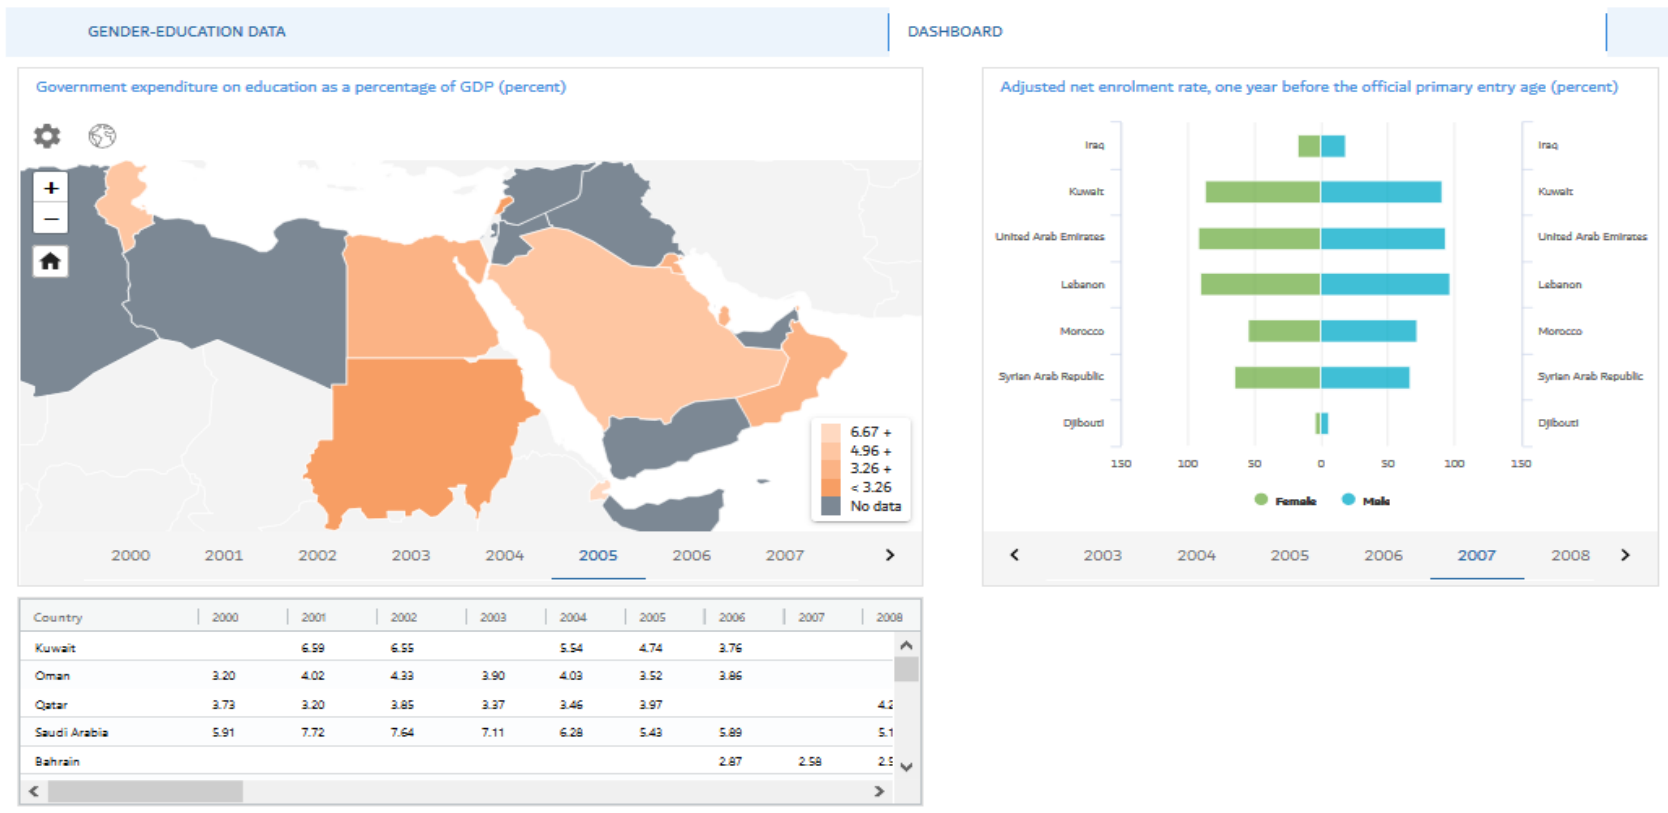 GENDER-EDUCATION DATA
DASHBOARD
Government expenditure on education as a percentage of GDP (percent)
+
−
6.67 +
4.96 +
3.26 +
< 3.26
No data
2000 2001 2002 2003 2004 2005 2006 2007 >
Country 2000 2001 2002 2003 2004 2005 2006 2007 2008
Kuwait 6.59 6.55 5.54 4.74 3.76
Oman 3.20 4.02 4.33 3.90 4.03 3.52 3.86
Qatar 3.73 3.20 3.85 3.37 3.46 3.97 4.2
Saudi Arabia 5.91 7.72 7.64 7.11 6.28 5.43 5.89 5.1
Bahrain 2.87 2.58 2.5
Adjusted net enrolment rate, one year before the official primary entry age (percent)
Iraq Iraq
Kuwait Kuwait
United Arab Emirates United Arab Emirates
Lebanon Lebanon
Morocco Morocco
Syrian Arab Republic Syrian Arab Republic
Djibouti Djibouti
150 100 50 0 50 100 150
Female Male
< 2003 2004 2005 2006 2007 2008 >